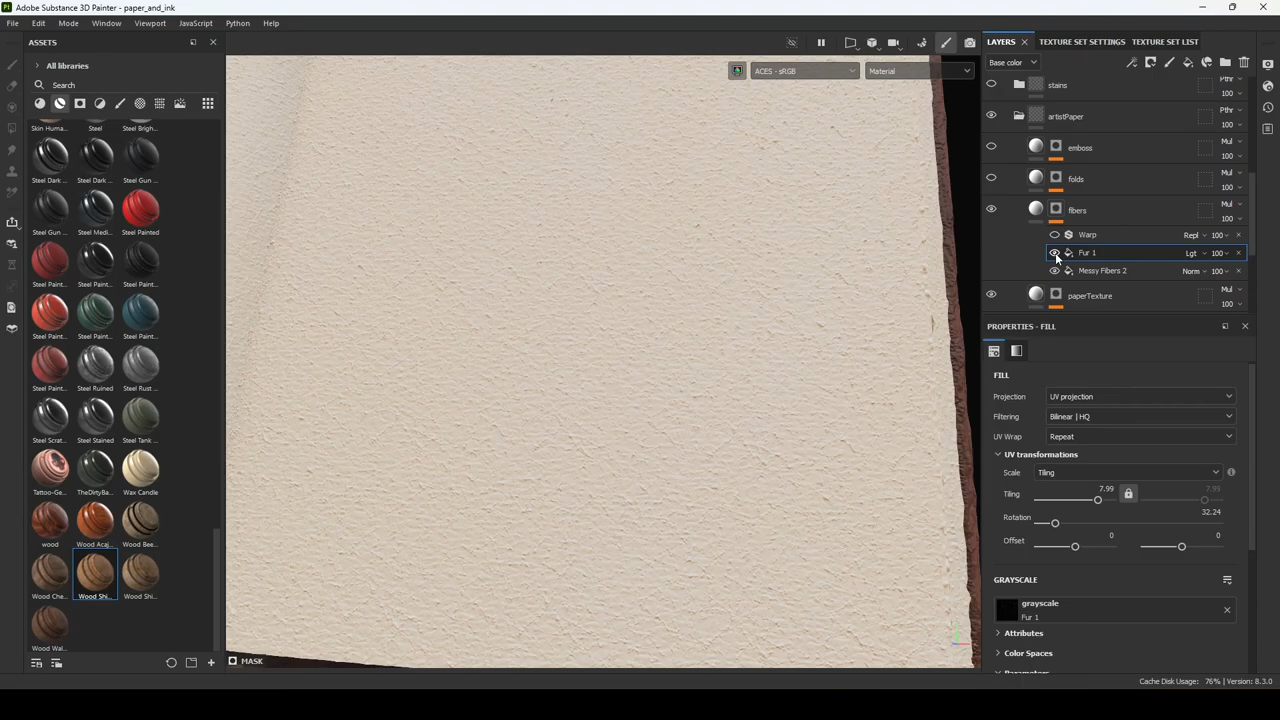 Pt Adobe Substance 3D Painter - paper_and_ink
File Edit Mode Window Viewport JavaScript Python Help
ASSETS
All libraries
Search
Skin Huma... Steel Steel Brigh...
Steel Dark ... Steel Dark ... Steel Gun ...
Steel Gun ... Steel Medi... Steel Painted
Steel Paint... Steel Paint... Steel Paint...
Steel Paint... Steel Paint... Steel Paint...
Steel Paint... Steel Ruined Steel Rust ...
Steel Scrat... Steel Stained Steel Tank ...
Tattoo-Ge... TheDirtyBa... Wax Candle
wood Wood Acaj... Wood Bee...
Wood Che... Wood Shi... Wood Shi...
Wood Wal...
ACES - sRGB
Material
MASK
LAYERS TEXTURE SET SETTINGS TEXTURE SET LIST
Base color
stains Pthr 100
artistPaper Pthr 100
emboss Mul 100
folds Mul 100
fibers Mul 100
Warp Repl 100
Fur 1 Lgt 100
Messy Fibers 2 Norm 100
paperTexture Mul 100
PROPERTIES - FILL
FILL
Projection UV projection
Filtering Bilinear | HQ
UV Wrap Repeat
UV transformations
Scale Tiling
Tiling 7.99 7.99
Rotation 32.24
Offset 0 0
GRAYSCALE
grayscale
Fur 1
Attributes
Color Spaces
Parameters
Cache Disk Usage: 76% | Version: 8.3.0